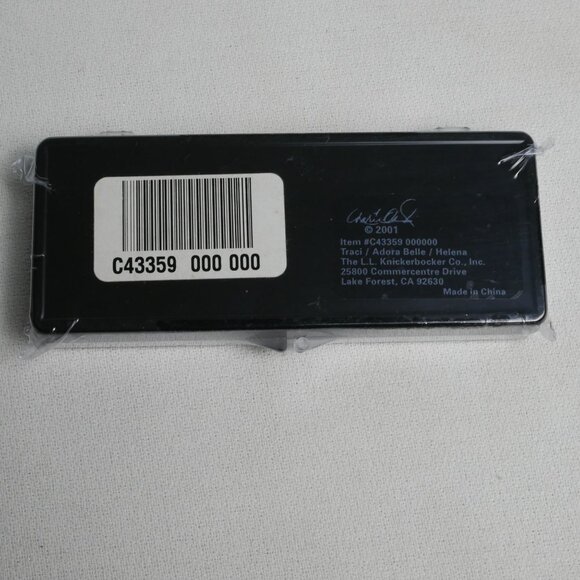 C43359 000 000
© 2001
Item #C43359 000000
Traci / Adora Belle / Helena
The L.L. Knickerbocker Co., Inc.
25800 Commercentre Drive
Lake Forest, CA 92630
Made in China